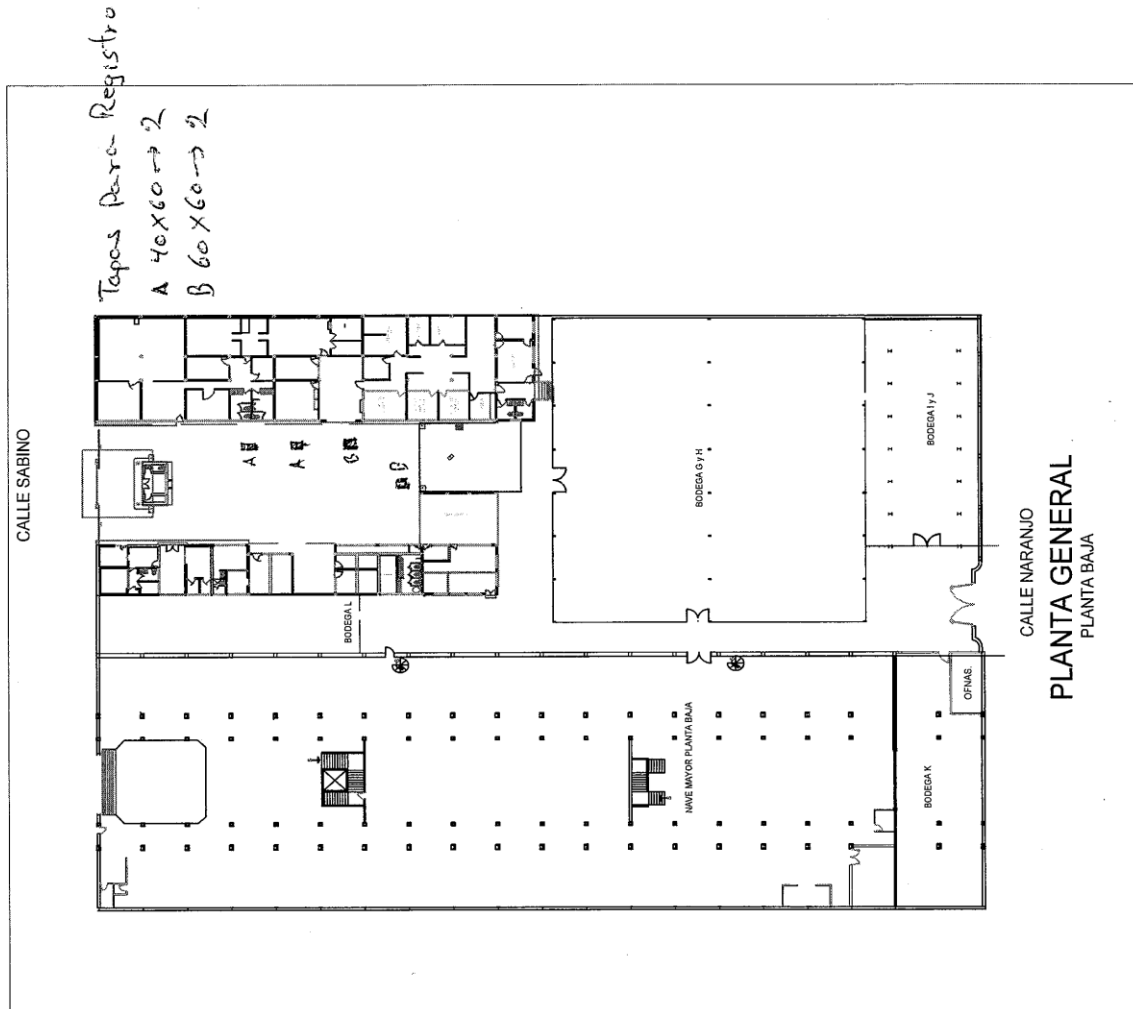 Tapas Para Registro
A 40X60→2
B 60X60→2
CALLE SABINO
A
A
B
B
BODEGA G y H
BODEGA I y J
BODEGA L
NAVE MAYOR PLANTA BAJA
OFNAS.
BODEGA K
CALLE NARANJO
PLANTA GENERAL
PLANTA BAJA